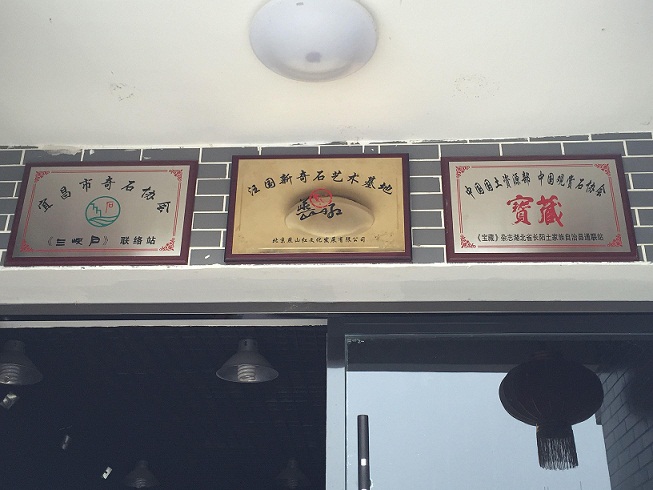 宜昌市奇石协会
《三峡石》 联络站
汪国新奇石艺术基地
北京燕山红文化发展有限公司
中国国土资源部 中国观赏石协会
寶藏
《宝藏》杂志湖北省长阳土家族自治县通联站